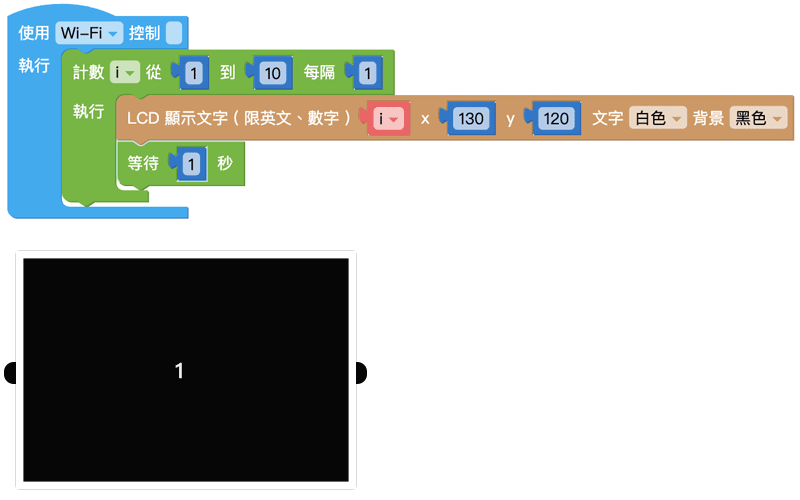 使用 Wi-Fi 控制
執行 計數 i 從 1 到 10 每隔 1
執行 LCD 顯示文字（限英文、數字） i x 130 y 120 文字 白色 背景 黑色
等待 1 秒
1